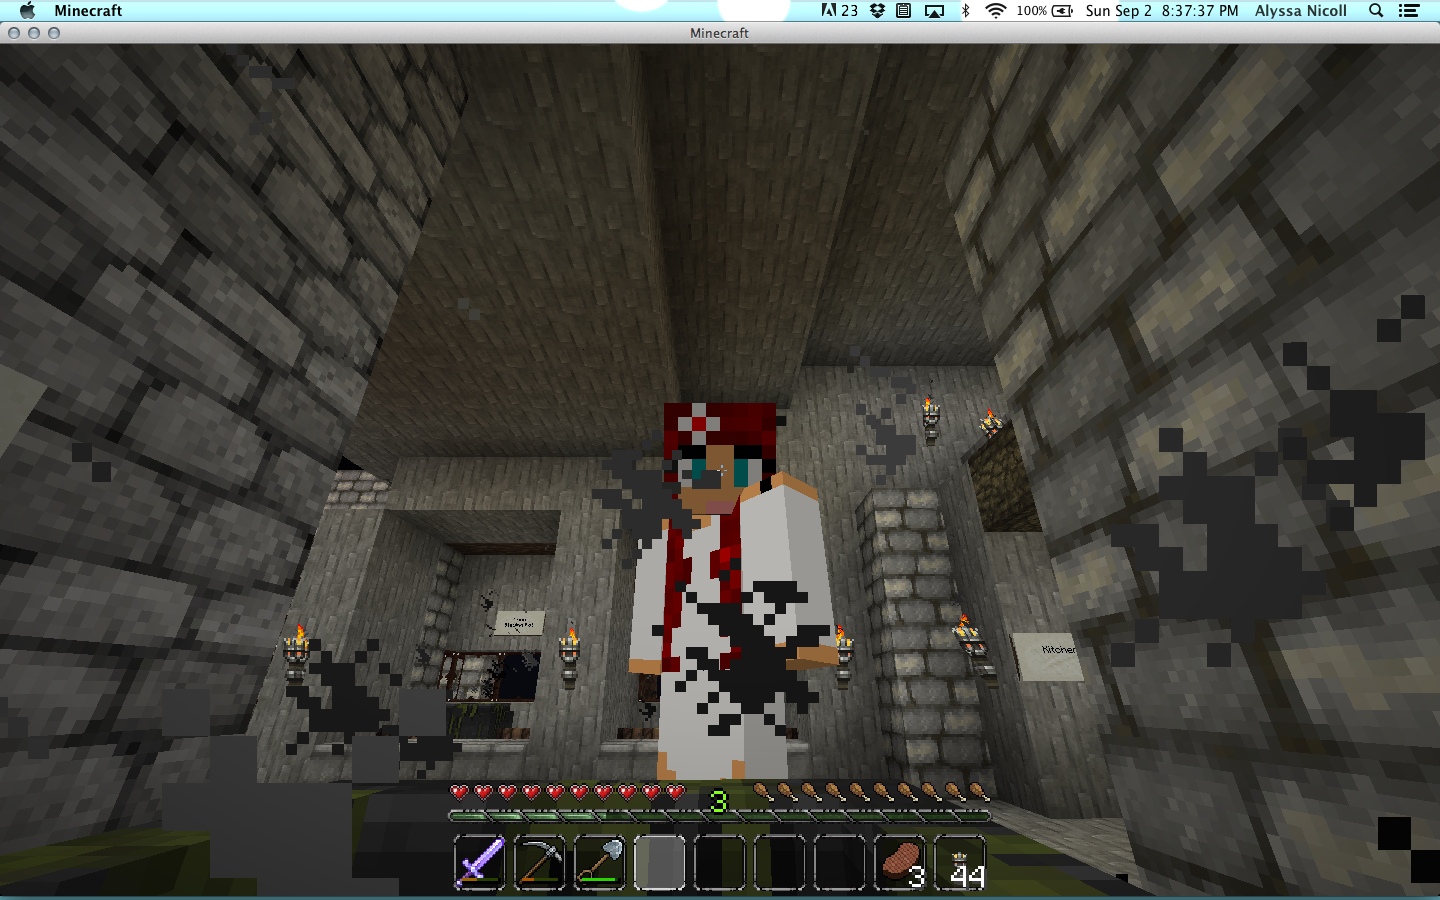 Minecraft
23
100%
Sun Sep 2 8:37:37 PM
Alyssa Nicoll
Minecraft
Kitchen
3
3
44